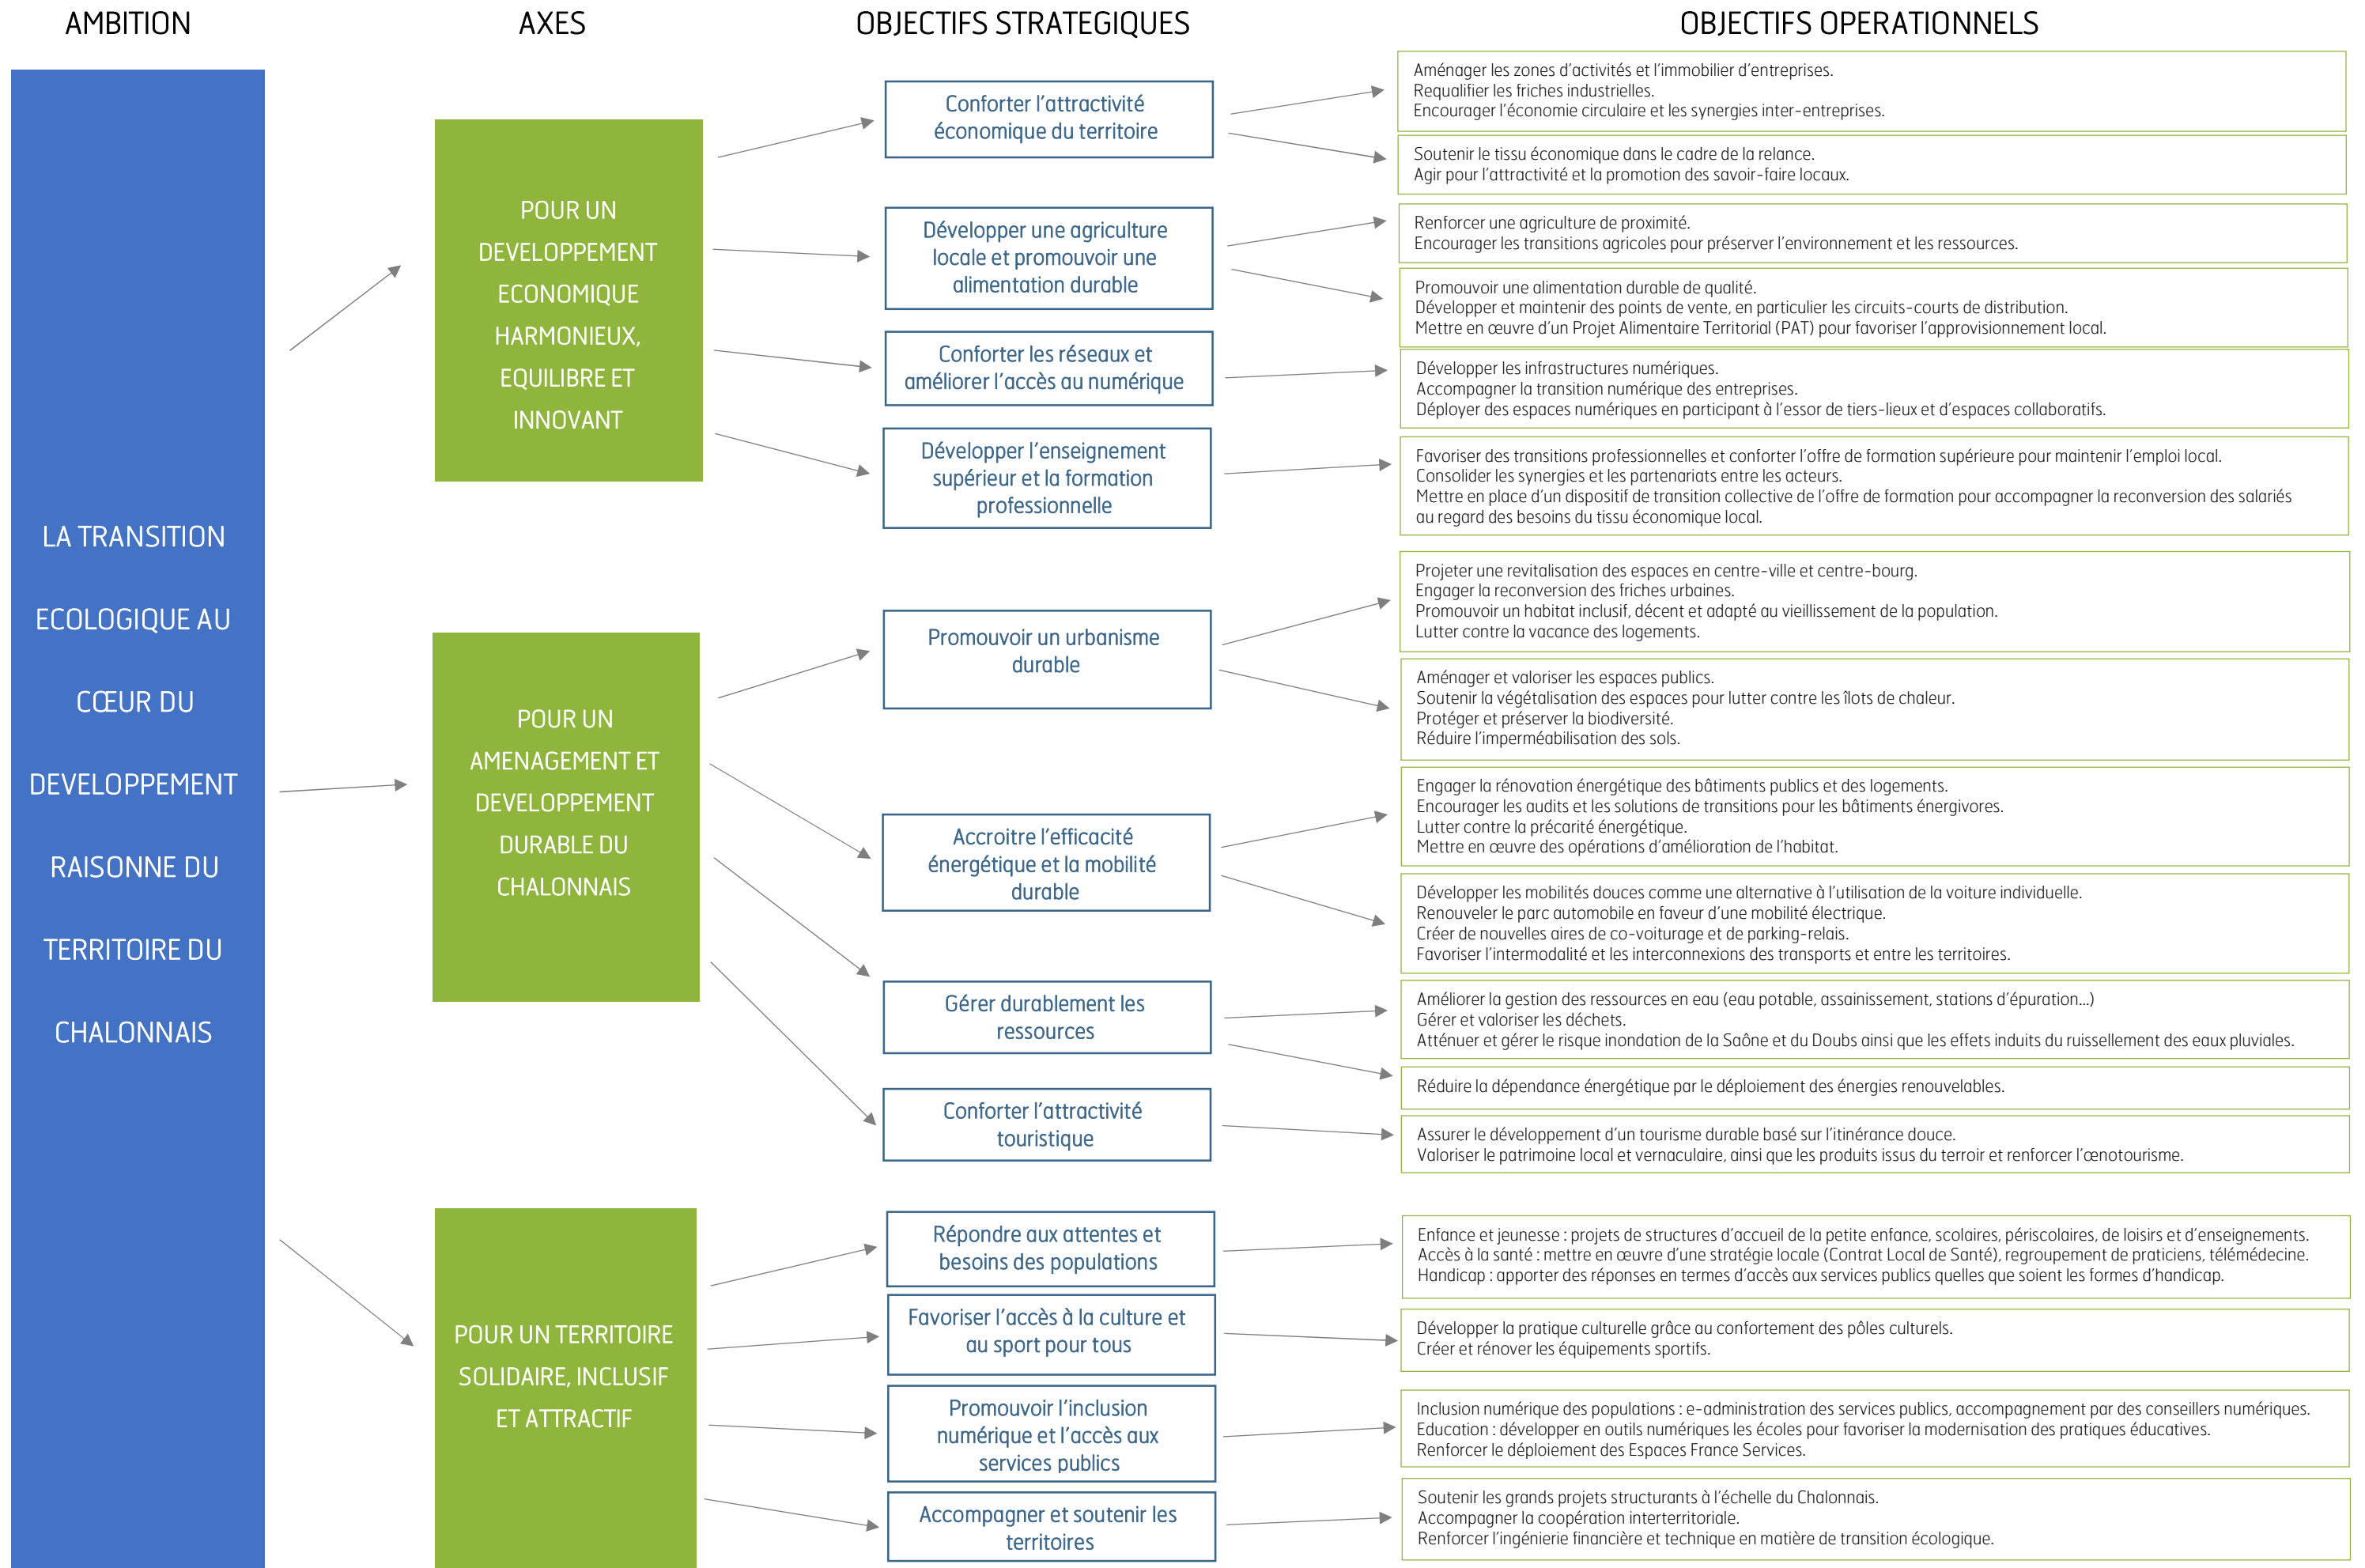 AMBITION
AXES
OBJECTIFS STRATEGIQUES
OBJECTIFS OPERATIONNELS
LA TRANSITION
ECOLOGIQUE AU
CŒUR DU
DEVELOPPEMENT
RAISONNE DU
TERRITOIRE DU
CHALONNAIS
POUR UN
DEVELOPPEMENT
ECONOMIQUE
HARMONIEUX,
EQUILIBRE ET
INNOVANT
Conforter l'attractivité
économique du territoire
Aménager les zones d'activités et l'immobilier d'entreprises.
Requalifier les friches industrielles.
Encourager l'économie circulaire et les synergies inter-entreprises.
Soutenir le tissu économique dans le cadre de la relance.
Agir pour l'attractivité et la promotion des savoir-faire locaux.
Développer une agriculture
locale et promouvoir une
alimentation durable
Renforcer une agriculture de proximité.
Encourager les transitions agricoles pour préserver l'environnement et les ressources.
Promouvoir une alimentation durable de qualité.
Développer et maintenir des points de vente, en particulier les circuits-courts de distribution.
Mettre en œuvre d'un Projet Alimentaire Territorial (PAT) pour favoriser l'approvisionnement local.
Conforter les réseaux et
améliorer l'accès au numérique
Développer les infrastructures numériques.
Accompagner la transition numérique des entreprises.
Déployer des espaces numériques en participant à l'essor de tiers-lieux et d'espaces collaboratifs.
Développer l'enseignement
supérieur et la formation
professionnelle
Favoriser des transitions professionnelles et conforter l'offre de formation supérieure pour maintenir l'emploi local.
Consolider les synergies et les partenariats entre les acteurs.
Mettre en place d'un dispositif de transition collective de l'offre de formation pour accompagner la reconversion des salariés
au regard des besoins du tissu économique local.
POUR UN
AMENAGEMENT ET
DEVELOPPEMENT
DURABLE DU
CHALONNAIS
Promouvoir un urbanisme
durable
Projeter une revitalisation des espaces en centre-ville et centre-bourg.
Engager la reconversion des friches urbaines.
Promouvoir un habitat inclusif, décent et adapté au vieillissement de la population.
Lutter contre la vacance des logements.
Aménager et valoriser les espaces publics.
Soutenir la végétalisation des espaces pour lutter contre les îlots de chaleur.
Protéger et préserver la biodiversité.
Réduire l'imperméabilisation des sols.
Accroitre l'efficacité
énergétique et la mobilité
durable
Engager la rénovation énergétique des bâtiments publics et des logements.
Encourager les audits et les solutions de transitions pour les bâtiments énergivores.
Lutter contre la précarité énergétique.
Mettre en œuvre des opérations d'amélioration de l'habitat.
Développer les mobilités douces comme une alternative à l'utilisation de la voiture individuelle.
Renouveler le parc automobile en faveur d'une mobilité électrique.
Créer de nouvelles aires de co-voiturage et de parking-relais.
Favoriser l'intermodalité et les interconnexions des transports et entre les territoires.
Gérer durablement les
ressources
Améliorer la gestion des ressources en eau (eau potable, assainissement, stations d'épuration...)
Gérer et valoriser les déchets.
Atténuer et gérer le risque inondation de la Saône et du Doubs ainsi que les effets induits du ruissellement des eaux pluviales.
Réduire la dépendance énergétique par le déploiement des énergies renouvelables.
Conforter l'attractivité
touristique
Assurer le développement d'un tourisme durable basé sur l'itinérance douce.
Valoriser le patrimoine local et vernaculaire, ainsi que les produits issus du terroir et renforcer l'œnotourisme.
POUR UN TERRITOIRE
SOLIDAIRE, INCLUSIF
ET ATTRACTIF
Répondre aux attentes et
besoins des populations
Enfance et jeunesse : projets de structures d'accueil de la petite enfance, scolaires, périscolaires, de loisirs et d'enseignements.
Accès à la santé : mettre en œuvre d'une stratégie locale (Contrat Local de Santé), regroupement de praticiens, télémédecine.
Handicap : apporter des réponses en termes d'accès aux services publics quelles que soient les formes d'handicap.
Favoriser l'accès à la culture et
au sport pour tous
Développer la pratique culturelle grâce au confortement des pôles culturels.
Créer et rénover les équipements sportifs.
Promouvoir l'inclusion
numérique et l'accès aux
services publics
Inclusion numérique des populations : e-administration des services publics, accompagnement par des conseillers numériques.
Education : développer en outils numériques les écoles pour favoriser la modernisation des pratiques éducatives.
Renforcer le déploiement des Espaces France Services.
Accompagner et soutenir les
territoires
Soutenir les grands projets structurants à l'échelle du Chalonnais.
Accompagner la coopération interterritoriale.
Renforcer l'ingénierie financière et technique en matière de transition écologique.